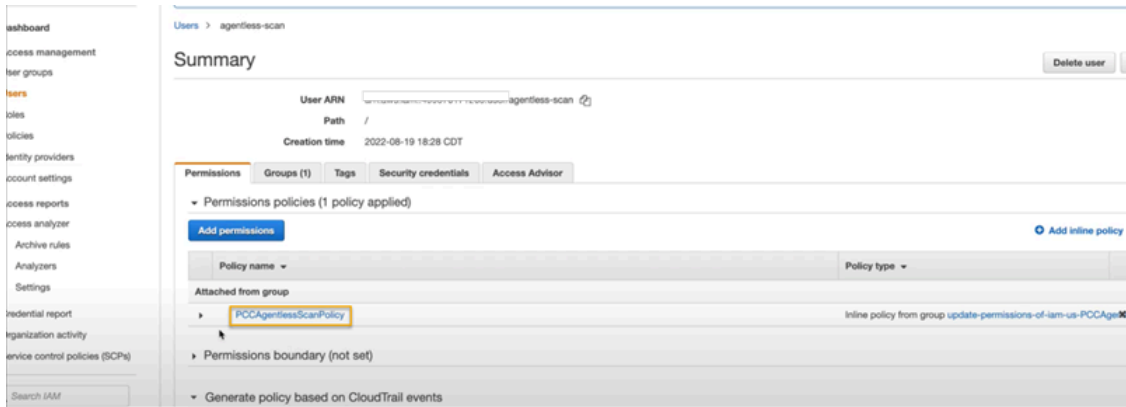 ashboard
ccess management
ser groups
sers
oles
olicies
dentity providers
ccount settings
ccess reports
ccess analyzer
Archive rules
Analyzers
Settings
redential report
rganization activity
ervice control policies (SCPs)
Search IAM
Users > agentless-scan
Summary
Delete user
User ARN agentless-scan
Path /
Creation time 2022-08-19 18:28 CDT
Permissions Groups (1) Tags Security credentials Access Advisor
Permissions policies (1 policy applied)
Add permissions Add inline policy
Policy name Policy type
Attached from group
PCCAgentlessScanPolicy Inline policy from group update-permissions-of-iam-us-PCCAge
Permissions boundary (not set)
Generate policy based on CloudTrail events